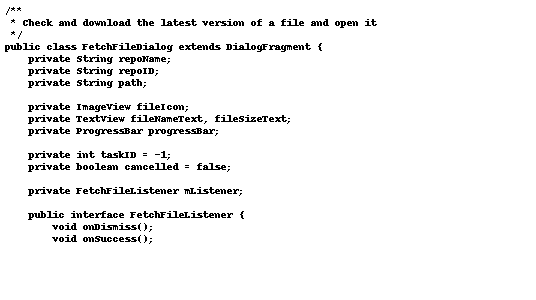 /**
 * Check and download the latest version of a file and open it
 */
public class FetchFileDialog extends DialogFragment {
    private String repoName;
    private String repoID;
    private String path;

    private ImageView fileIcon;
    private TextView fileNameText, fileSizeText;
    private ProgressBar progressBar;

    private int taskID = -1;
    private boolean cancelled = false;

    private FetchFileListener mListener;

    public interface FetchFileListener {
        void onDismiss();
        void onSuccess();